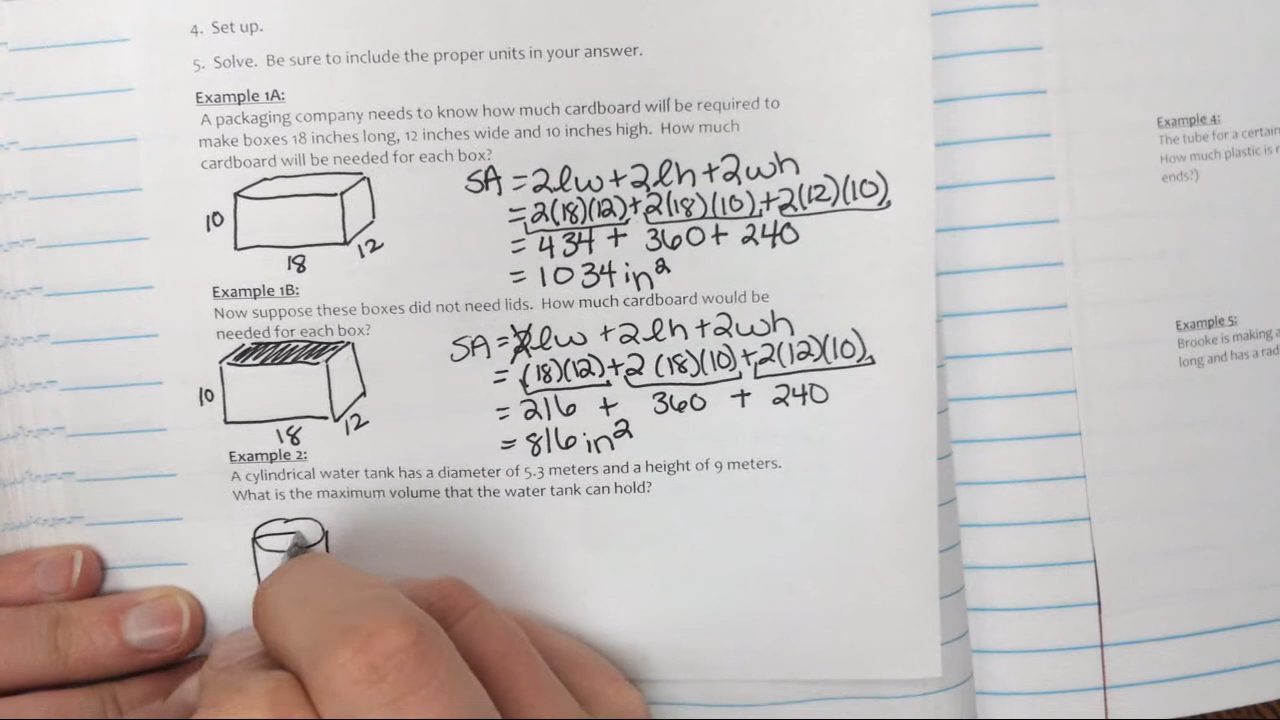 4. Set up.
5. Solve. Be sure to include the proper units in your answer.
Example 1A:
A packaging company needs to know how much cardboard will be required to
make boxes 18 inches long, 12 inches wide and 10 inches high. How much
cardboard will be needed for each box?
10
18
12
SA = 2lw + 2lh + 2wh
= 2(18)(12) + 2(18)(10) + 2(12)(10)
= 434 + 360 + 240
= 1034 in²
Example 1B:
Now suppose these boxes did not need lids. How much cardboard would be
needed for each box?
10
18
12
SA = 2lw + 2lh + 2wh
= (18)(12) + 2(18)(10) + 2(12)(10)
= 216 + 360 + 240
= 816 in²
Example 2:
A cylindrical water tank has a diameter of 5.3 meters and a height of 9 meters.
What is the maximum volume that the water tank can hold?
Example 4:
The tube for a certain
How much plastic is
ends?)
Example 5:
Brooke is making
long and has a